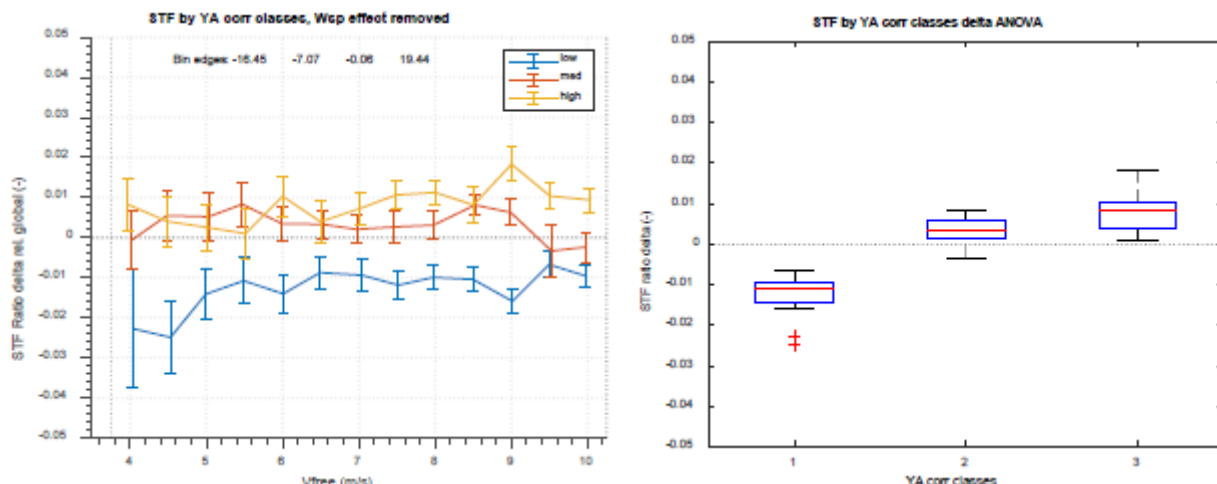 STF by YA corr classes, Wsp effect removed
Bin edges: -16.45 -7.07 -0.06 19.44
low
med
high
0.05
0.04
0.03
0.02
0.01
0
-0.01
-0.02
-0.03
-0.04
-0.05
STF Ratio delta rel. global (-)
4 5 6 7 8 9 10
Vfree (m/s)
STF by YA corr classes delta ANOVA
0.05
0.04
0.03
0.02
0.01
0
-0.01
-0.02
-0.03
-0.04
-0.05
STF ratio delta (-)
1 2 3
YA corr classes